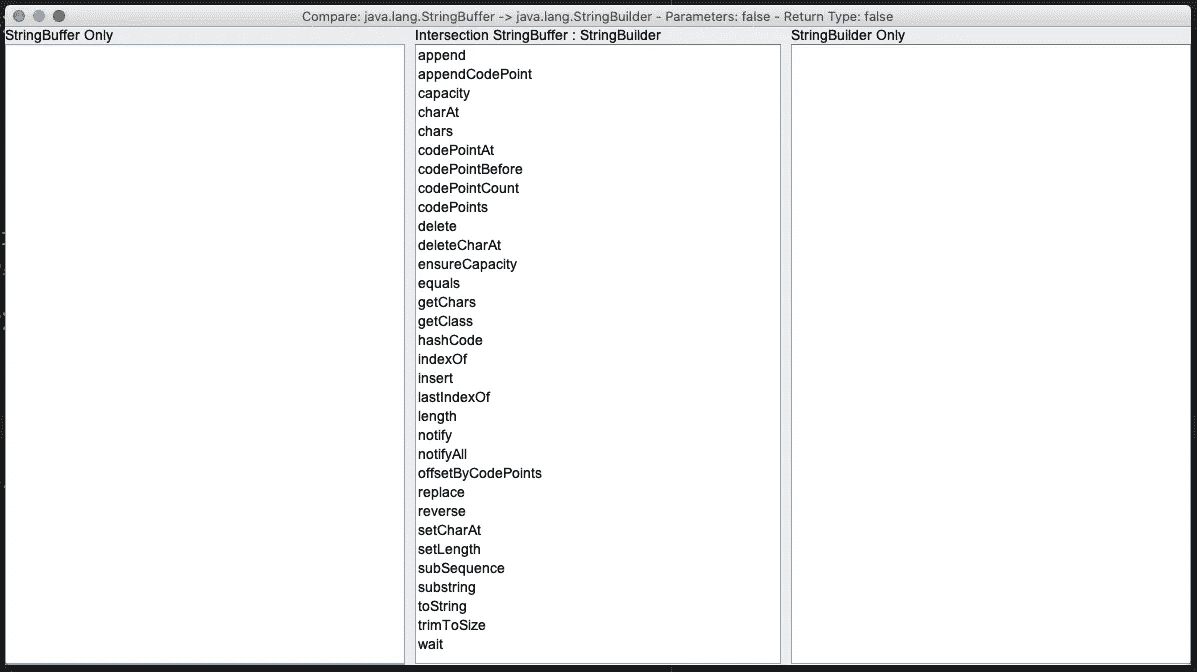 Compare: java.lang.StringBuffer -> java.lang.StringBuilder - Parameters: false - Return Type: false
StringBuffer Only
Intersection StringBuffer : StringBuilder
StringBuilder Only
append
appendCodePoint
capacity
charAt
chars
codePointAt
codePointBefore
codePointCount
codePoints
delete
deleteCharAt
ensureCapacity
equals
getChars
getClass
hashCode
indexOf
insert
lastIndexOf
length
notify
notifyAll
offsetByCodePoints
replace
reverse
setCharAt
setLength
subSequence
substring
toString
trimToSize
wait